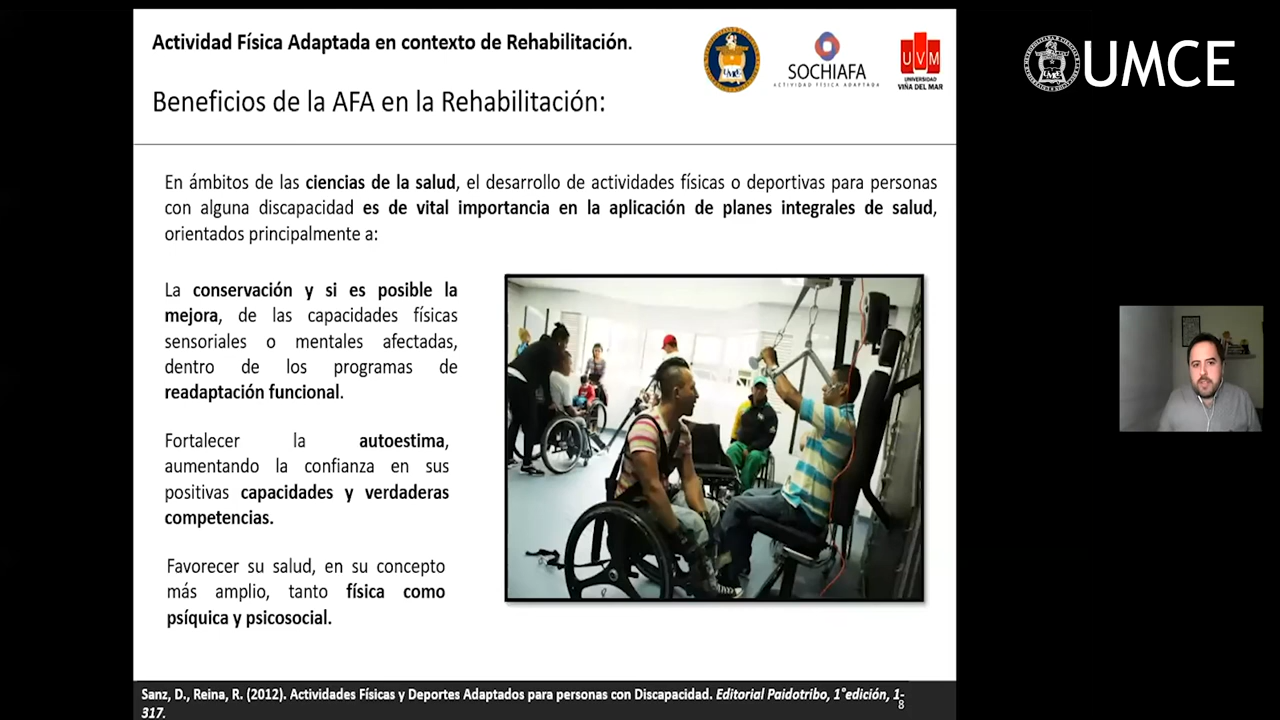 Actividad Física Adaptada en contexto de Rehabilitación.
Beneficios de la AFA en la Rehabilitación:
UMCE
SOCHIAFA
ACTIVIDAD FÍSICA ADAPTADA
UVM
UNIVERSIDAD
VIÑA DEL MAR
UMCE
En ámbitos de las ciencias de la salud, el desarrollo de actividades físicas o deportivas para personas
con alguna discapacidad es de vital importancia en la aplicación de planes integrales de salud,
orientados principalmente a:
La conservación y si es posible la
mejora, de las capacidades físicas
sensoriales o mentales afectadas,
dentro de los programas de
readaptación funcional.
Fortalecer la autoestima,
aumentando la confianza en sus
positivas capacidades y verdaderas
competencias.
Favorecer su salud, en su concepto
más amplio, tanto física como
psíquica y psicosocial.
Sanz, D., Reina, R. (2012). Actividades Físicas y Deportes Adaptados para personas con Discapacidad. Editorial Paidotribo, 1°edición, 1-
317.
8